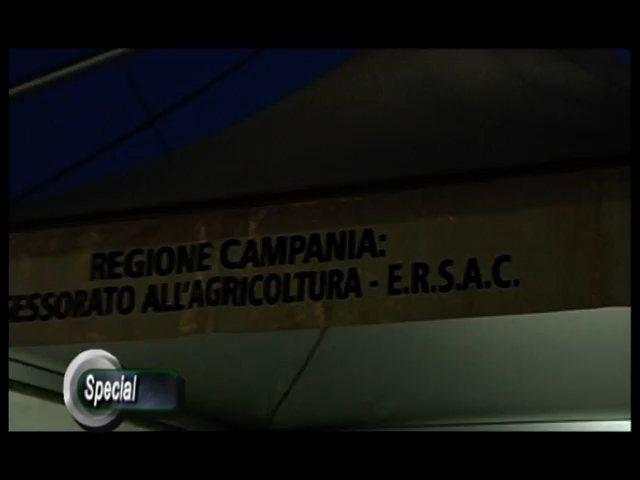 REGIONE CAMPANIA:
ESSORATO ALL'AGRICOLTURA - E.R.S.A.C.
Special